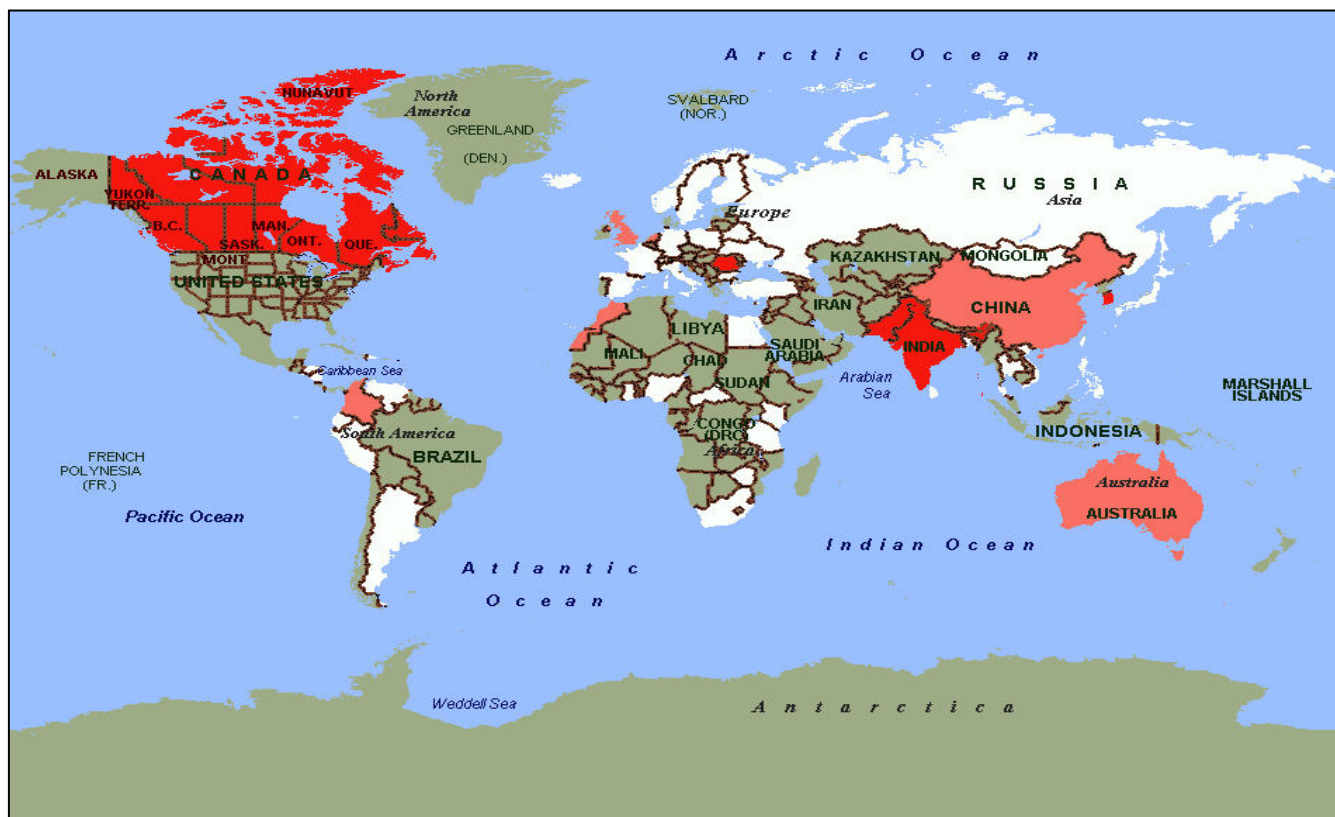 Arctic Ocean
NUNAVUT
North
America
SVALBARD
(NOR.)
GREENLAND
(DEN.)
ALASKA
CANADA
RUSSIA
Asia
YUKON
TERR.
B.C.
MAN.
SASK.
ONT.
QUE.
Europe
MONT.
KAZAKHSTAN
MONGOLIA
UNITED STATES
IRAN
CHINA
LIBYA
SAUDI
ARABIA
INDIA
MALI
CHAD
SUDAN
Caribbean Sea
Arabian
Sea
MARSHALL
ISLANDS
CONGO
(DRC)
Africa
South America
INDONESIA
BRAZIL
FRENCH
POLYNESIA
(FR.)
Australia
AUSTRALIA
Pacific Ocean
Indian Ocean
Atlantic
Ocean
Weddell Sea
Antarctica